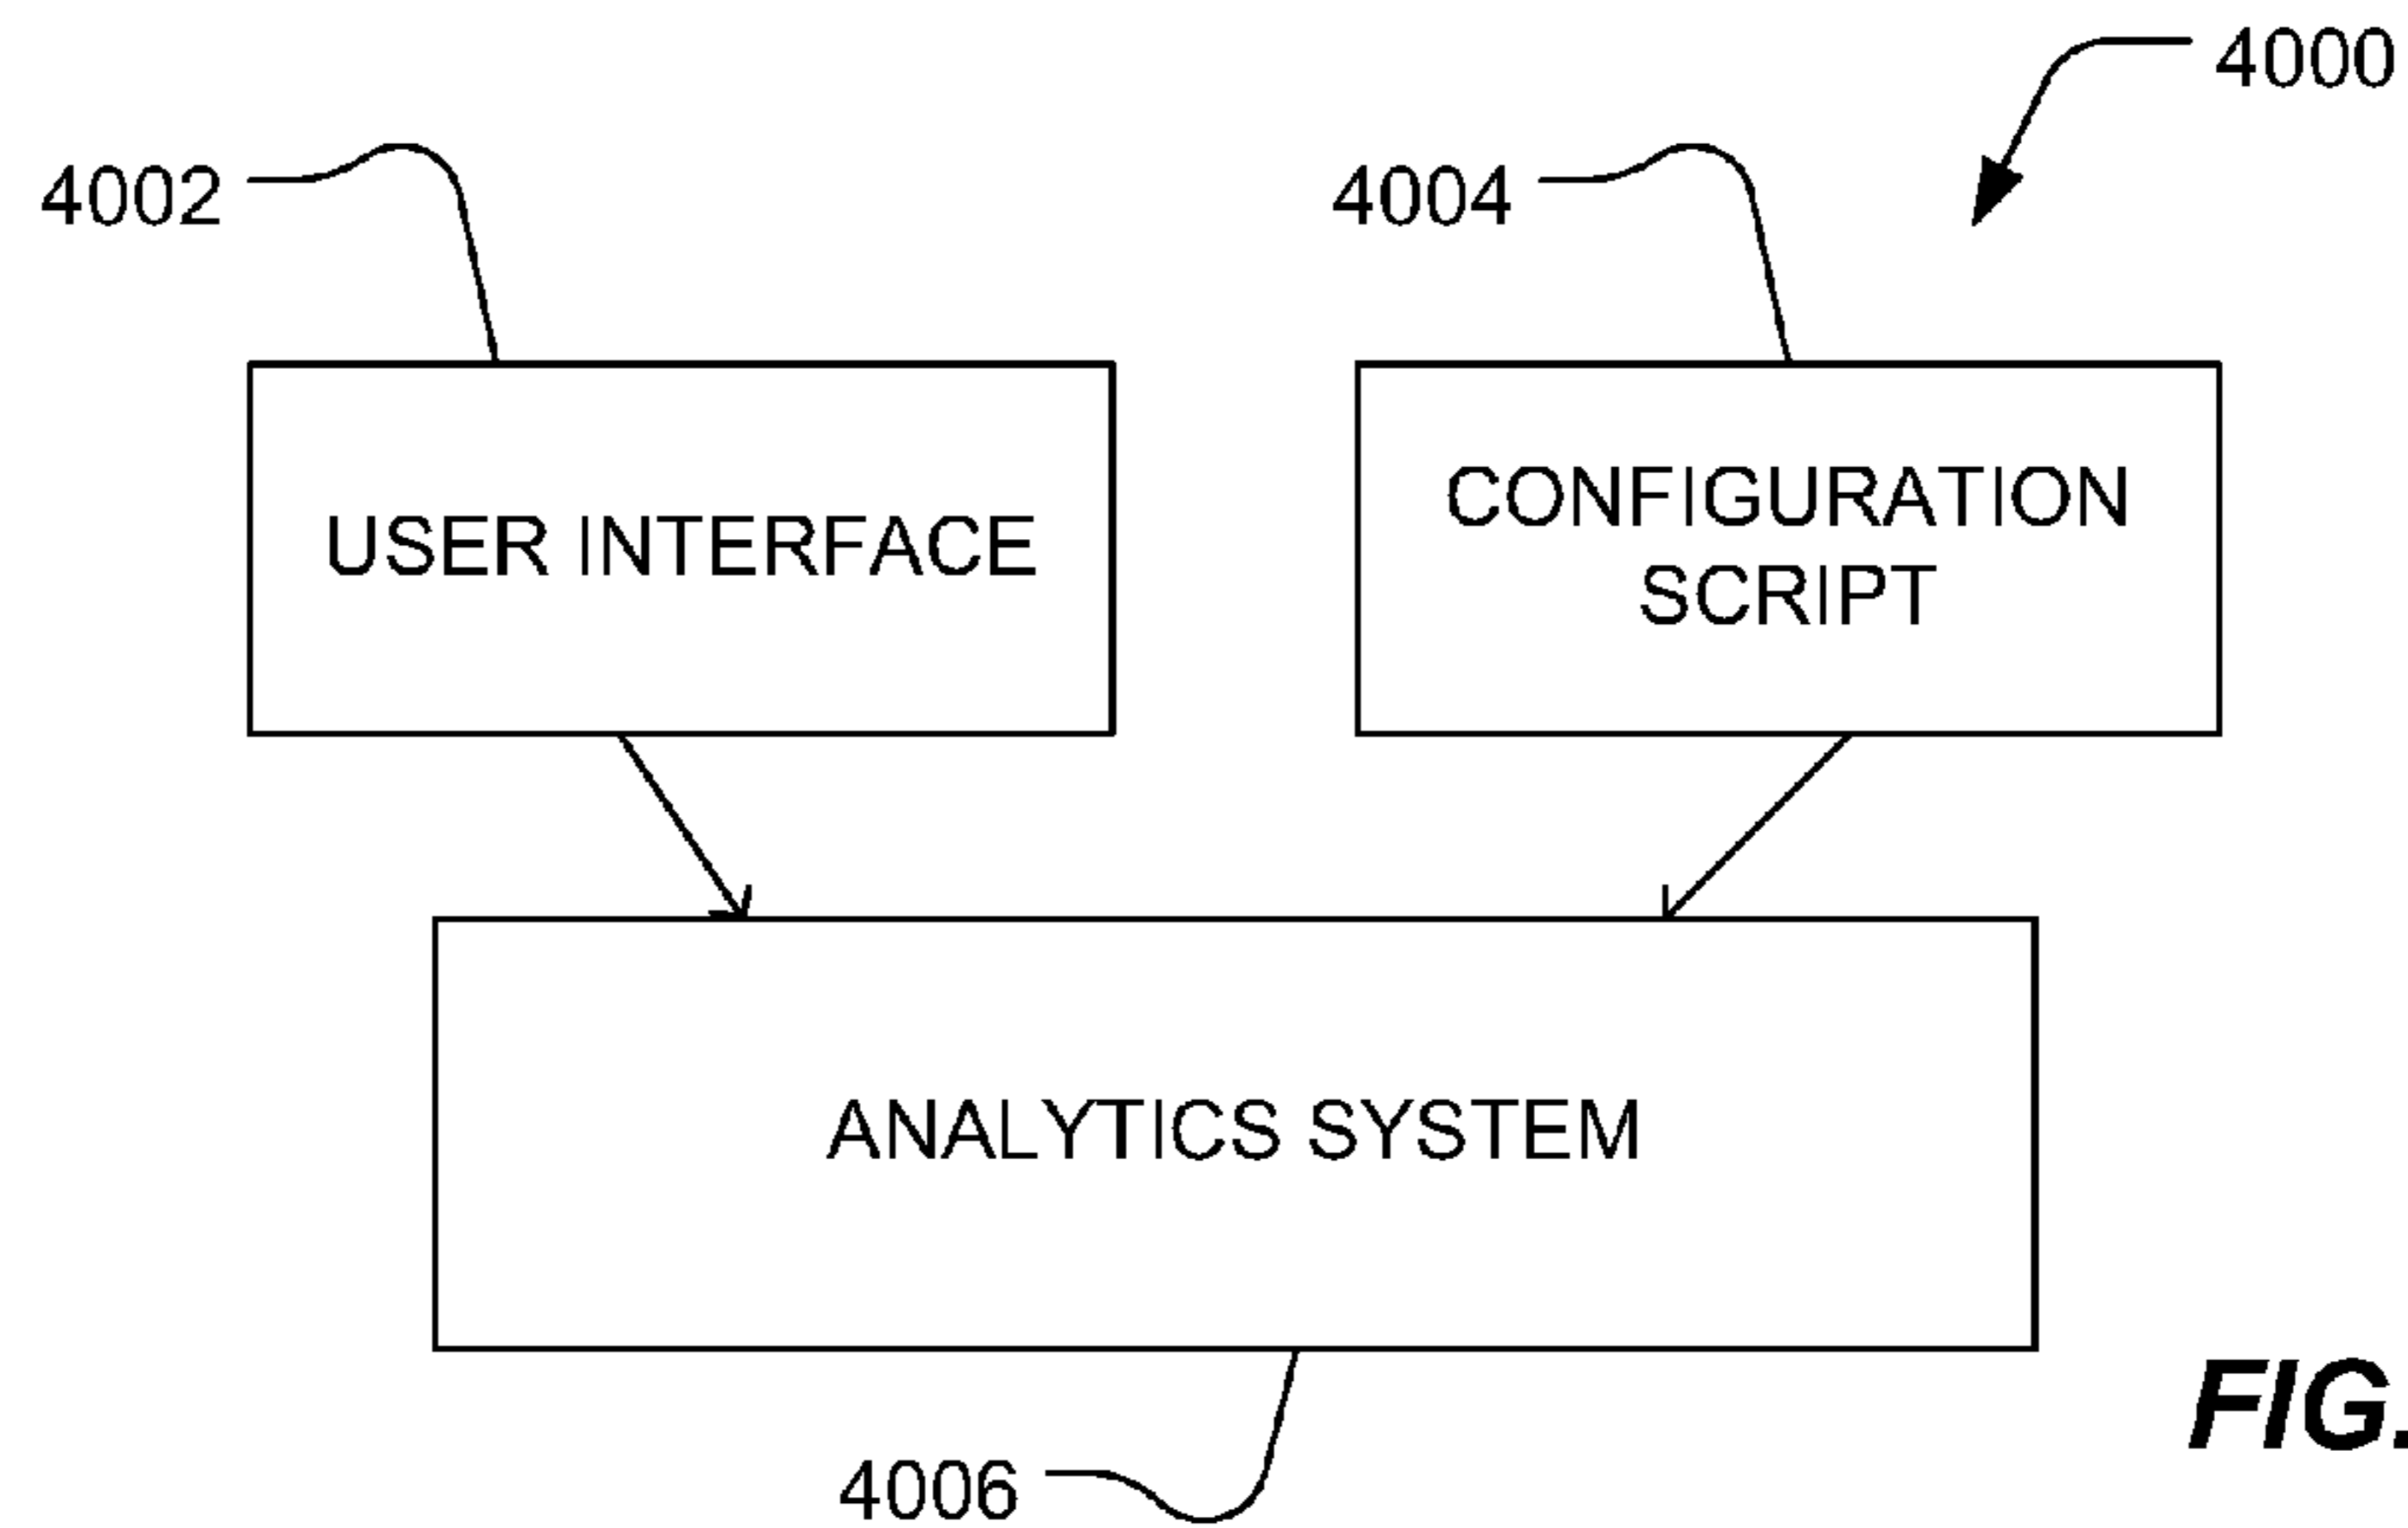 4000
4002
4004
USER INTERFACE
CONFIGURATION
SCRIPT
ANALYTICS SYSTEM
4006
FIG.